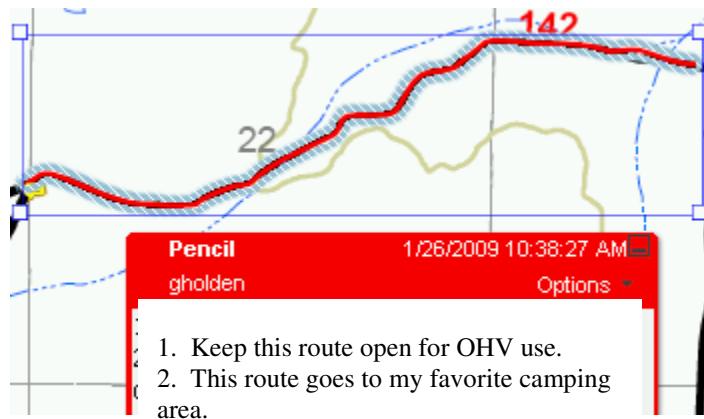 142
22
Pencil 1/26/2009 10:38:27 AM
gholden Options
1. Keep this route open for OHV use.
2. This route goes to my favorite camping
area.